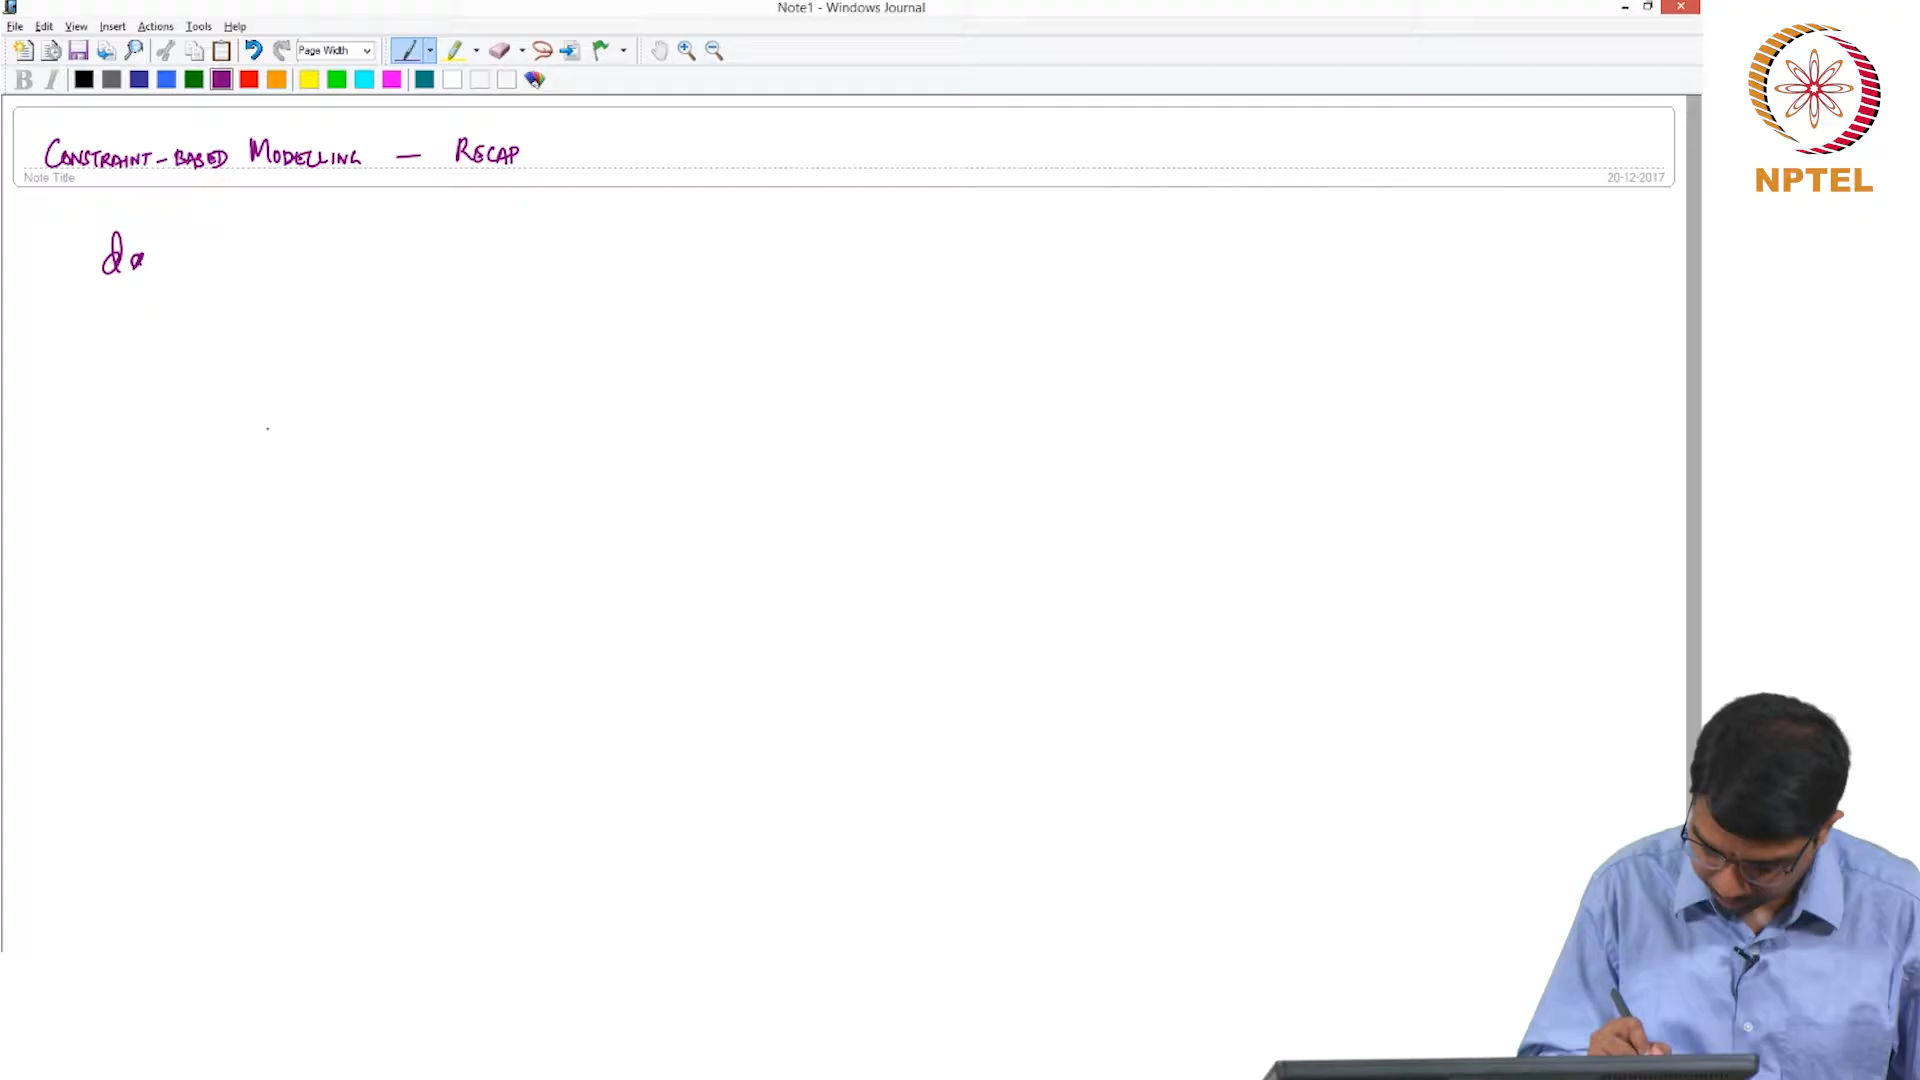 Note1 - Windows Journal
File Edit View Insert Actions Tools Help
Page Width
B I
CONSTRAINT-BASED MODELLING — RECAP
Note Title
20-12-2017
NPTEL